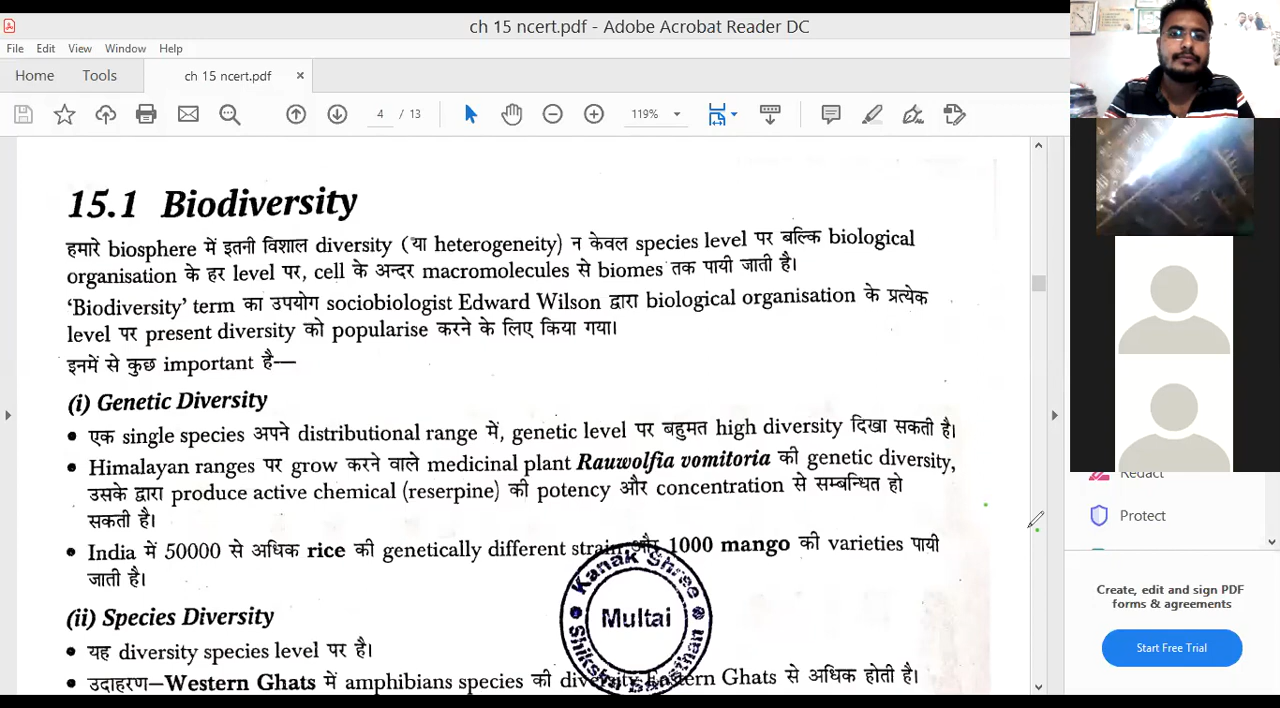 ch 15 ncert.pdf - Adobe Acrobat Reader DC
File Edit View Window Help
Home Tools ch 15 ncert.pdf ×
4 / 13 119%
15.1 Biodiversity
हमारे biosphere में इतनी विशाल diversity (या heterogeneity) न केवल species level पर बल्कि biological
organisation के हर level पर, cell के अन्दर macromolecules से biomes तक पायी जाती है।
'Biodiversity' term का उपयोग sociobiologist Edward Wilson द्वारा biological organisation के प्रत्येक
level पर present diversity को popularise करने के लिए किया गया।
इनमें से कुछ important है—
(i) Genetic Diversity
• एक single species अपने distributional range में, genetic level पर बहुमत high diversity दिखा सकती है।
• Himalayan ranges पर grow करने वाले medicinal plant Rauwolfia vomitoria की genetic diversity,
उसके द्वारा produce active chemical (reserpine) की potency और concentration से सम्बन्धित हो
सकती है।
• India में 50000 से अधिक rice की genetically different strain और 1000 mango की varieties पायी
जाती है।
(ii) Species Diversity
• यह diversity species level पर है।
• उदाहरण–Western Ghats में amphibians species की diversity Eastern Ghats से अधिक होती है।
Kanak Shree
Multai
Shiksha
Redact
Protect
Create, edit and sign PDF
forms & agreements
Start Free Trial